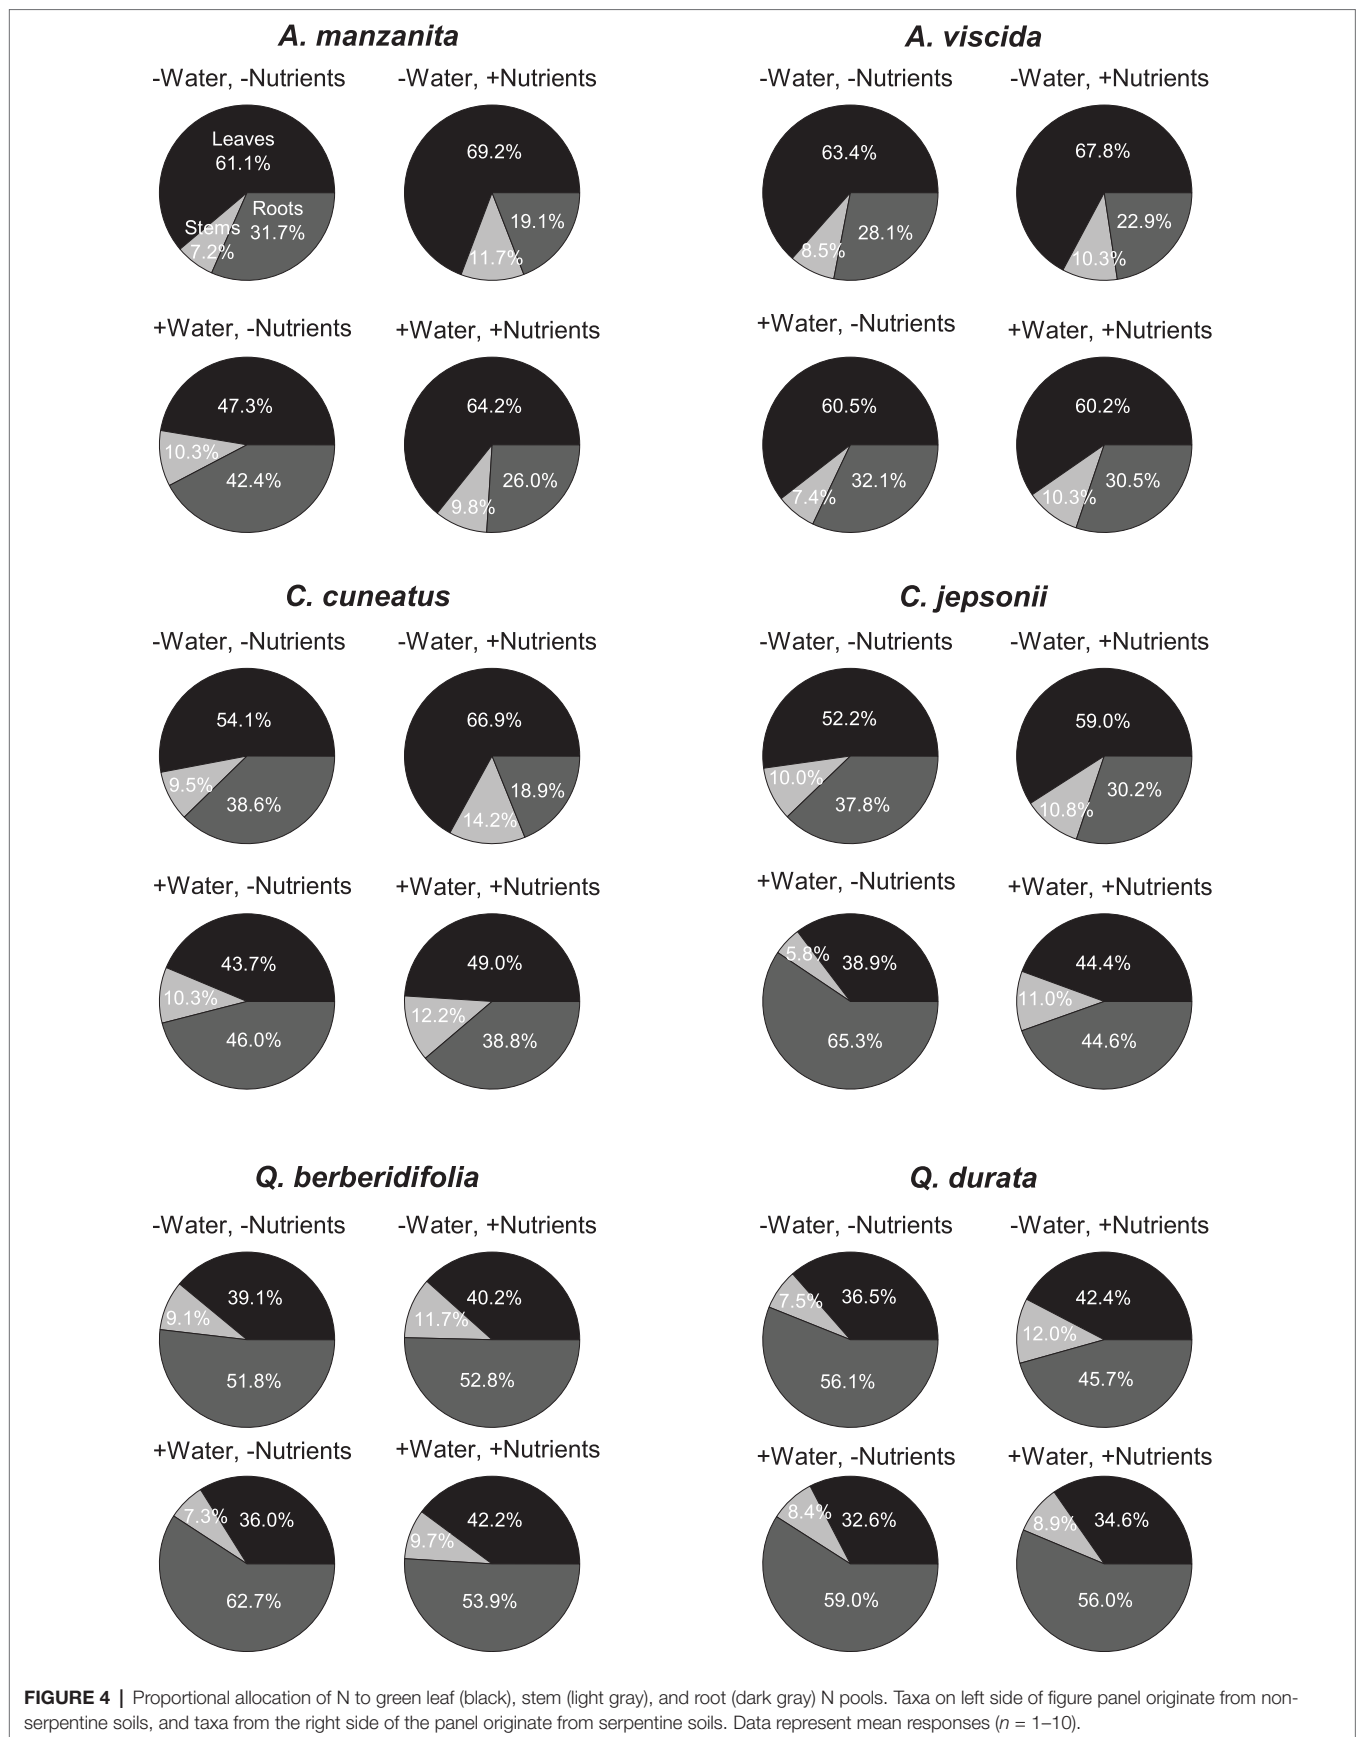 A. manzanita
A. viscida
-Water, -Nutrients
-Water, +Nutrients
-Water, -Nutrients
-Water, +Nutrients
Leaves
61.1%
Stems
7.2%
Roots
31.7%
69.2%
11.7%
19.1%
63.4%
8.5%
28.1%
67.8%
10.3%
22.9%
+Water, -Nutrients
+Water, +Nutrients
+Water, -Nutrients
+Water, +Nutrients
47.3%
10.3%
42.4%
64.2%
9.8%
26.0%
60.5%
7.4%
32.1%
60.2%
10.3%
30.5%
C. cuneatus
C. jepsonii
-Water, -Nutrients
-Water, +Nutrients
-Water, -Nutrients
-Water, +Nutrients
54.1%
9.5%
38.6%
66.9%
14.2%
18.9%
52.2%
10.0%
37.8%
59.0%
10.8%
30.2%
+Water, -Nutrients
+Water, +Nutrients
+Water, -Nutrients
+Water, +Nutrients
43.7%
10.3%
46.0%
49.0%
12.2%
38.8%
5.8%
38.9%
65.3%
44.4%
11.0%
44.6%
Q. berberidifolia
Q. durata
-Water, -Nutrients
-Water, +Nutrients
-Water, -Nutrients
-Water, +Nutrients
39.1%
9.1%
51.8%
40.2%
11.7%
52.8%
36.5%
7.5%
56.1%
42.4%
12.0%
45.7%
+Water, -Nutrients
+Water, +Nutrients
+Water, -Nutrients
+Water, +Nutrients
7.3%
36.0%
62.7%
42.2%
9.7%
53.9%
8.4%
32.6%
59.0%
34.6%
8.9%
56.0%
FIGURE 4 | Proportional allocation of N to green leaf (black), stem (light gray), and root (dark gray) N pools. Taxa on left side of figure panel originate from non-
serpentine soils, and taxa from the right side of the panel originate from serpentine soils. Data represent mean responses (n = 1–10).